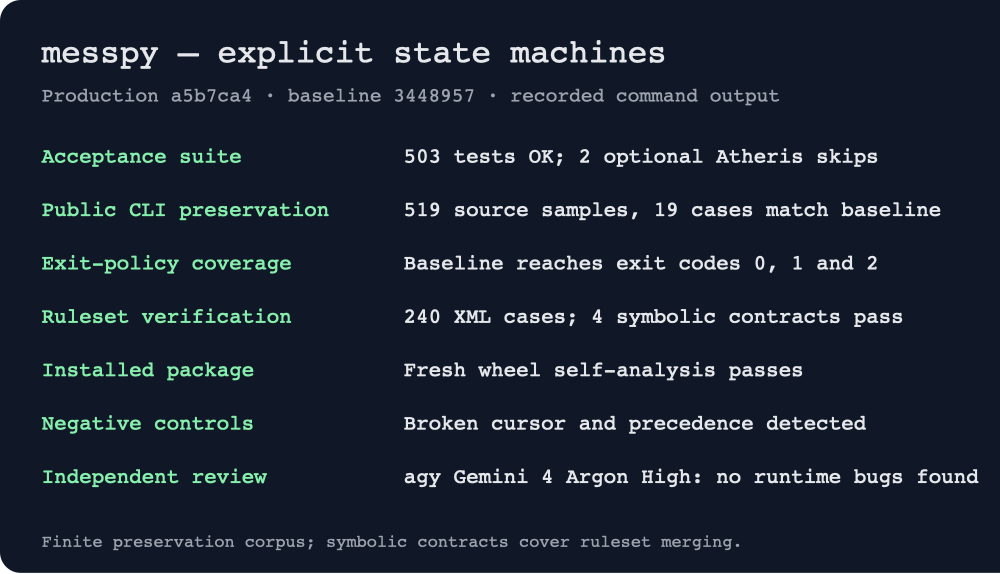 messpy — explicit state machines
Production a5b7ca4 · baseline 3448957 · recorded command output
Acceptance suite 503 tests OK; 2 optional Atheris skips
Public CLI preservation 519 source samples, 19 cases match baseline
Exit-policy coverage Baseline reaches exit codes 0, 1 and 2
Ruleset verification 240 XML cases; 4 symbolic contracts pass
Installed package Fresh wheel self-analysis passes
Negative controls Broken cursor and precedence detected
Independent review agy Gemini 4 Argon High: no runtime bugs found
Finite preservation corpus; symbolic contracts cover ruleset merging.